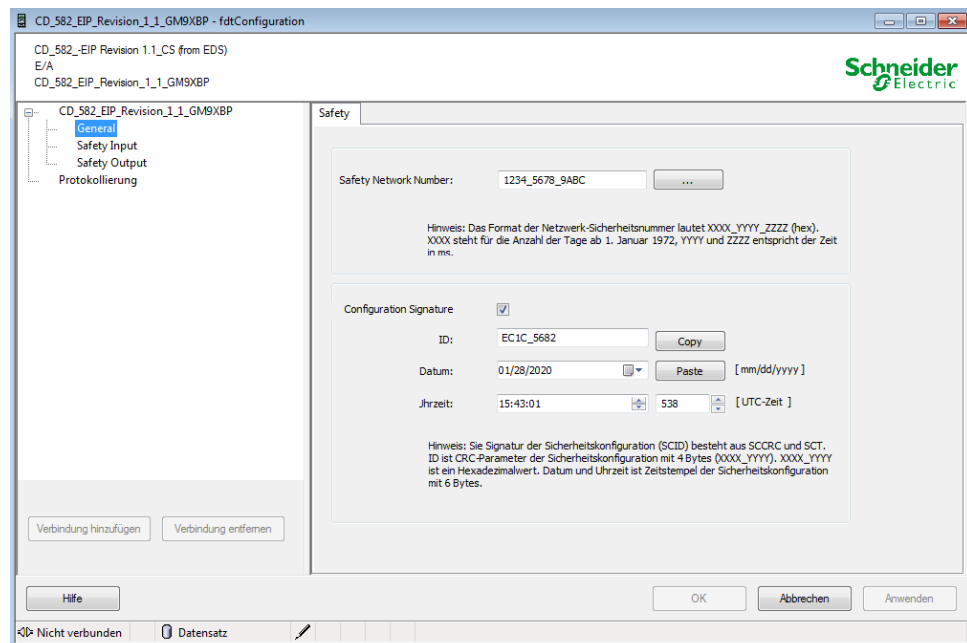 CD_582_EIP_Revision_1_1_GM9XBP - fdtConfiguration
CD_582_-EIP Revision 1.1_CS (from EDS)
E/A
CD_582_EIP_Revision_1_1_GM9XBP
Schneider
Electric
CD_582_EIP_Revision_1_1_GM9XBP
General
Safety Input
Safety Output
Protokollierung
Safety
Safety Network Number:
1234_5678_9ABC
...
Hinweis: Das Format der Netzwerk-Sicherheitsnummer lautet XXXX_YYYY_ZZZZ (hex).
XXXX steht für die Anzahl der Tage ab 1. Januar 1972, YYYY und ZZZZ entspricht der Zeit
in ms.
Configuration Signature
ID:
EC1C_5682
Copy
Datum:
01/28/2020
Paste
[ mm/dd/yyyy ]
Jhrzeit:
15:43:01
538
[ UTC-Zeit ]
Hinweis: Sie Signatur der Sicherheitskonfiguration (SCID) besteht aus SCCRC und SCT.
ID ist CRC-Parameter der Sicherheitskonfiguration mit 4 Bytes (XXXX_YYYY). XXXX_YYYY
ist ein Hexadezimalwert. Datum und Uhrzeit ist Zeitstempel der Sicherheitskonfiguration
mit 6 Bytes.
Verbindung hinzufügen
Verbindung entfernen
Hilfe
OK
Abbrechen
Anwenden
Nicht verbunden
Datensatz